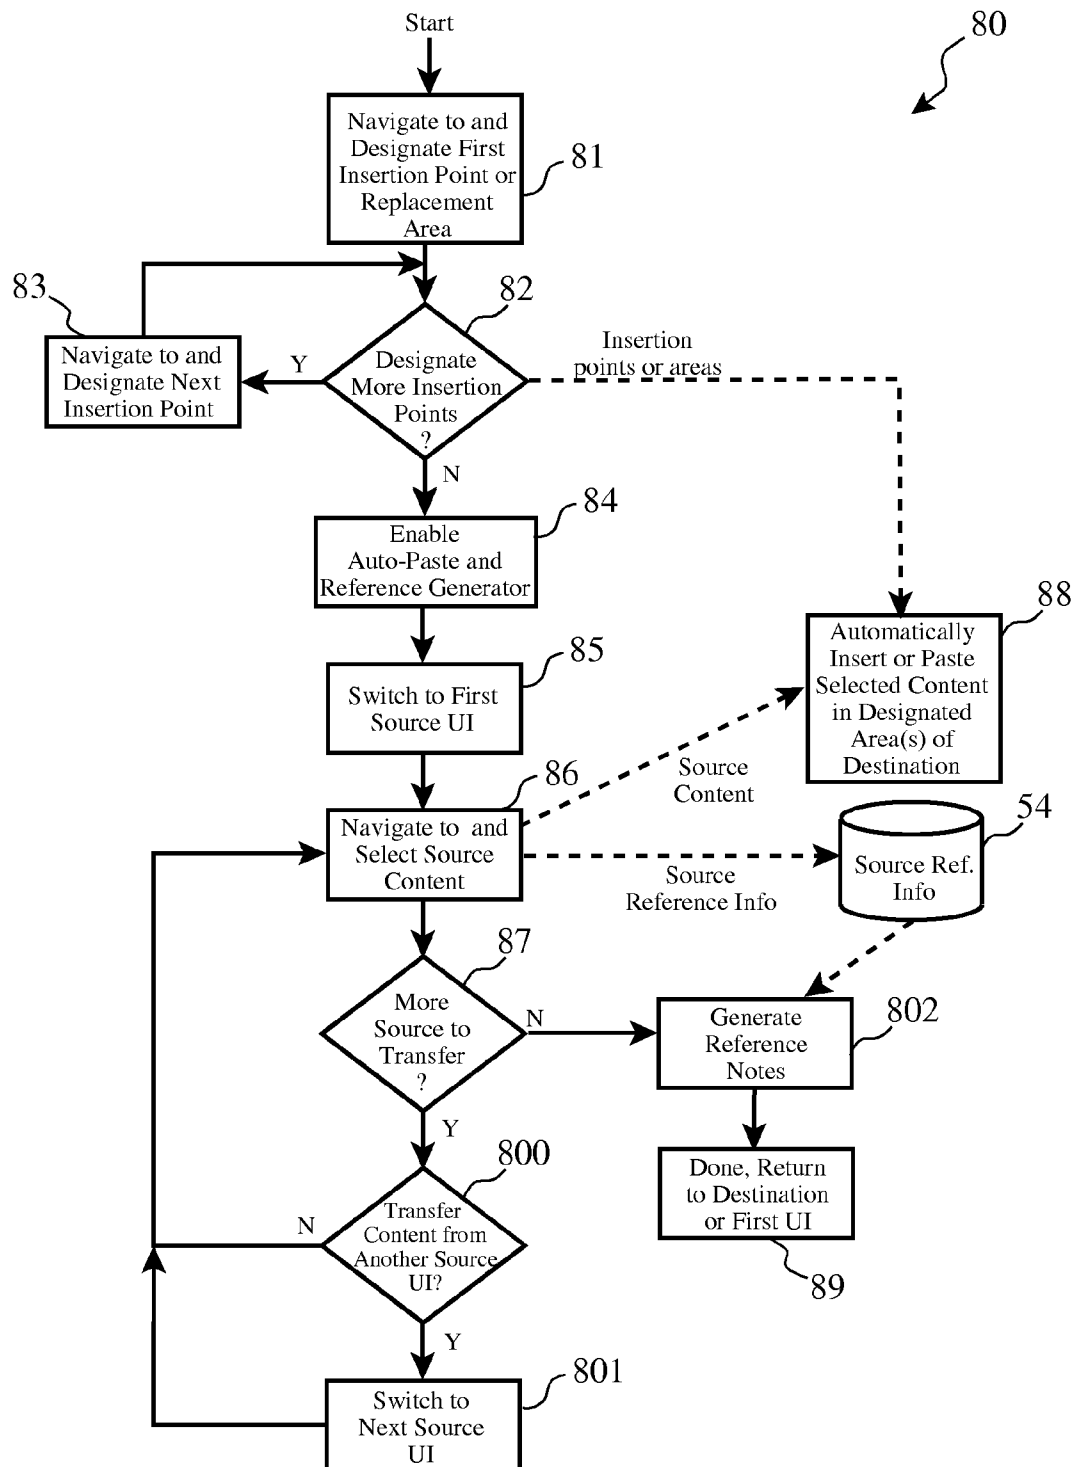 Start
80
Navigate to and
Designate First
Insertion Point or
Replacement
Area
81
83
82
Navigate to and
Designate Next
Insertion Point
Y
Designate
More Insertion
Points
?
Insertion
points or areas
N
84
Enable
Auto-Paste and
Reference Generator
88
Automatically
Insert or Paste
Selected Content
in Designated
Area(s) of
Destination
85
Switch to First
Source UI
86
Source
Content
Navigate to and
Select Source
Content
54
Source Ref.
Info
Source
Reference Info
87
More
Source to
Transfer
?
N
802
Generate
Reference
Notes
Y
800
Done, Return
to Destination
or First UI
89
N
Transfer
Content from
Another Source
UI?
Y
801
Switch to
Next Source
UI